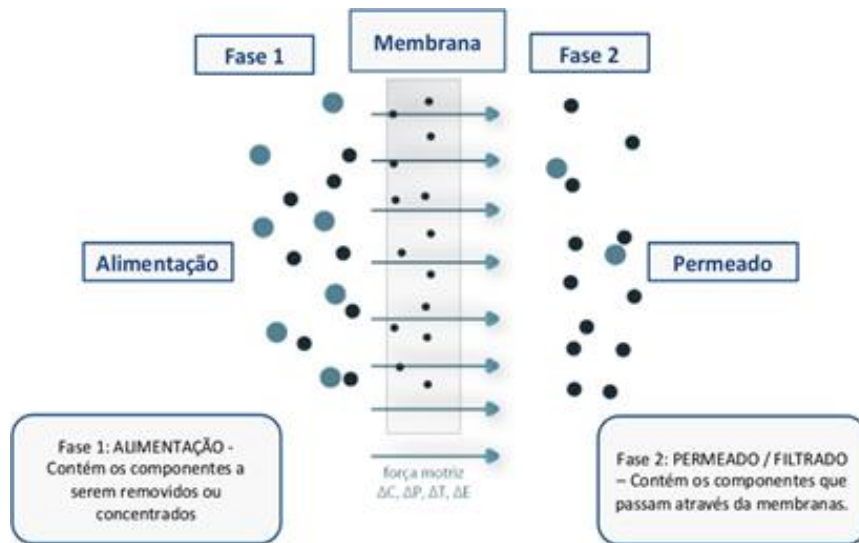 Fase 1
Membrana
Fase 2
Alimentação
Permeado
Fase 1: ALIMENTAÇÃO -
Contém os componentes a
serem removidos ou
concentrados
força motriz
ΔC, ΔP, ΔT, ΔE
Fase 2: PERMEADO / FILTRADO
– Contém os componentes que
passam através da membranas.